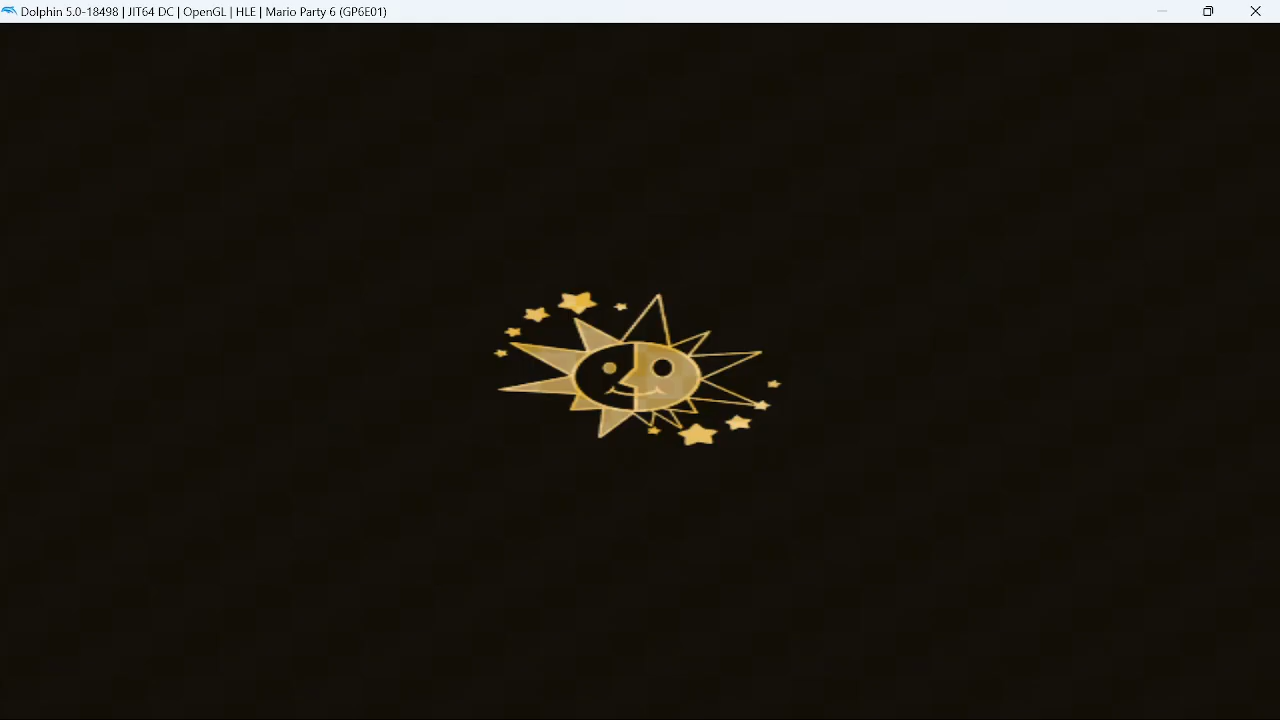 Dolphin 5.0-18498 | JIT64 DC | OpenGL | HLE | Mario Party 6 (GP6E01)